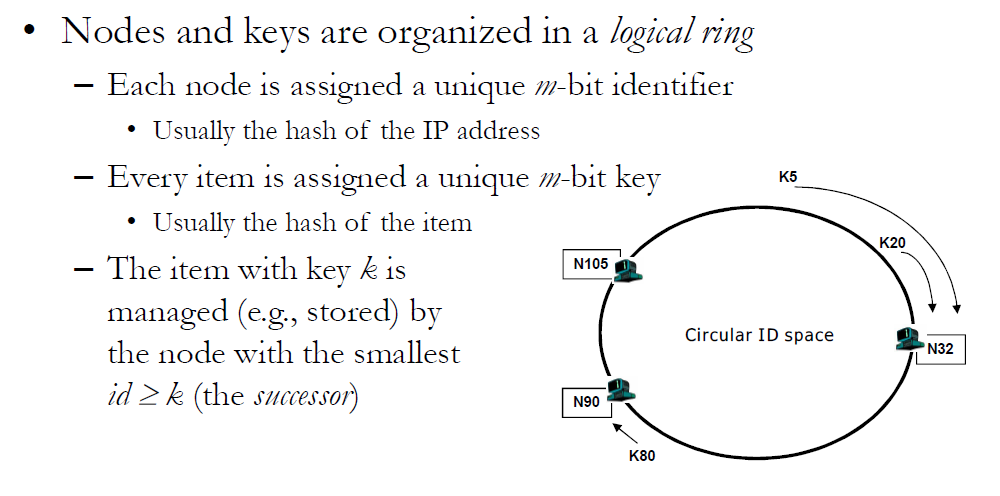 • Nodes and keys are organized in a logical ring
– Each node is assigned a unique m-bit identifier
• Usually the hash of the IP address
– Every item is assigned a unique m-bit key
• Usually the hash of the item
– The item with key k is
managed (e.g., stored) by
the node with the smallest
id ≥ k (the successor)
K5
K20
N105
Circular ID space
N32
N90
K80